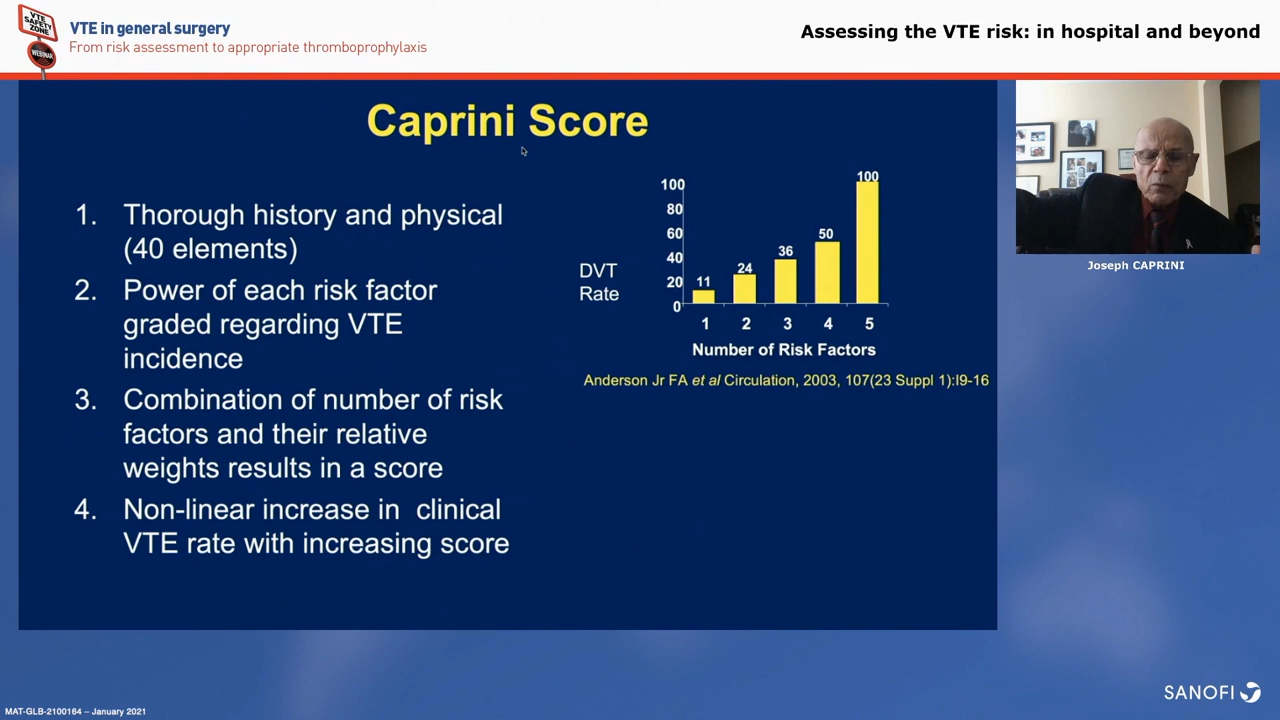 VTE
SAFETY
ZONE
WEBINAR
VTE in general surgery
From risk assessment to appropriate thromboprophylaxis
Assessing the VTE risk: in hospital and beyond
Caprini Score
1. Thorough history and physical
(40 elements)
2. Power of each risk factor
graded regarding VTE
incidence
3. Combination of number of risk
factors and their relative
weights results in a score
4. Non-linear increase in clinical
VTE rate with increasing score
DVT
Rate
100
80
60
40
20
0
11
24
36
50
100
1 2 3 4 5
Number of Risk Factors
Anderson Jr FA et al Circulation, 2003, 107(23 Suppl 1):I9-16
Joseph CAPRINI
SANOFI
MAT-GLB-2100164 – January 2021